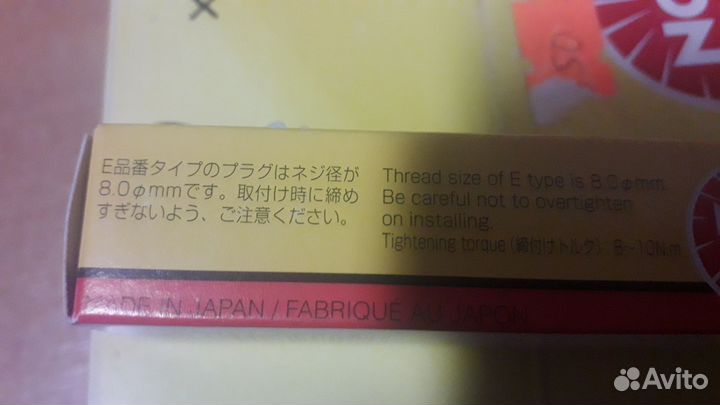 E品番タイプのプラグはネジ径が
8.0φmmです。取付け時に締め
すぎないよう、ご注意ください。
Thread size of E type is 8.0φmm.
Be careful not to overtighten
on installing.
Tightening torque (締付けトルク) 8~10N.m
MADE IN JAPAN / FABRIQUE AU JAPON
Avito